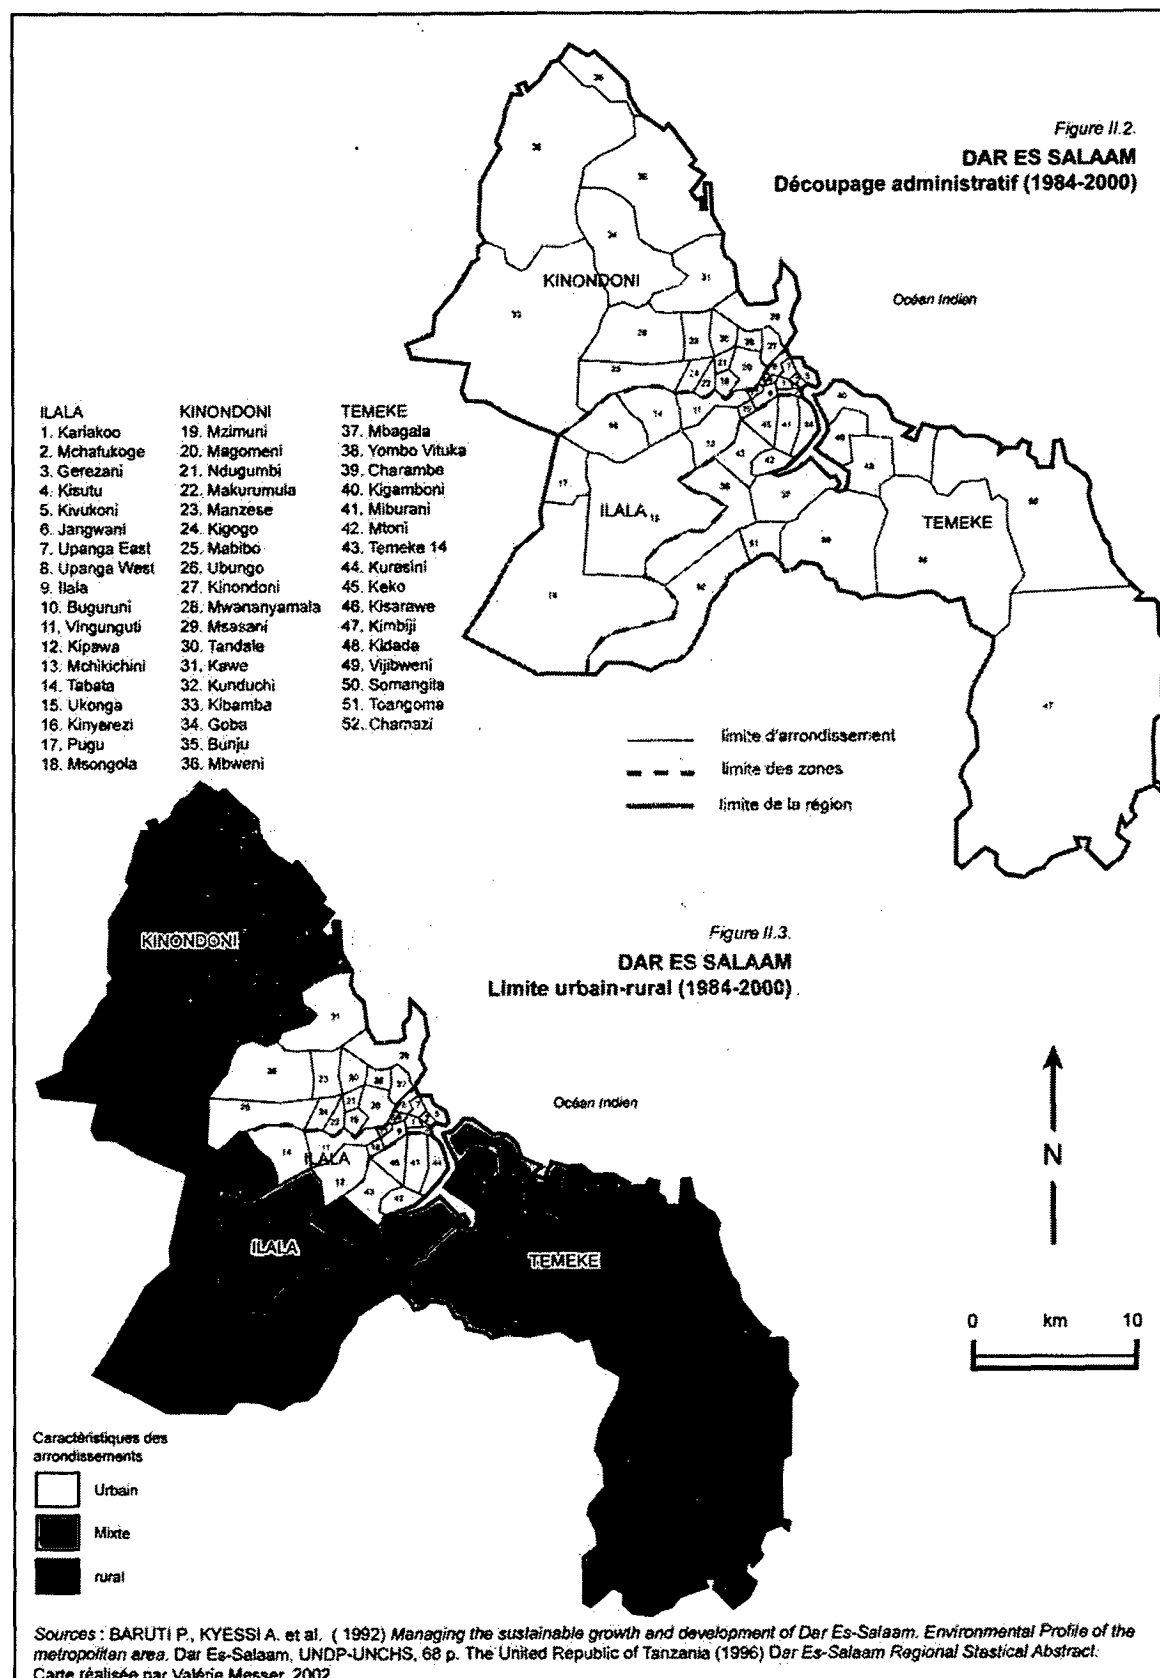 Figure II.2.
DAR ES SALAAM
Découpage administratif (1984-2000)
Océan Indien
KINONDONI
ILALA
TEMEKE
ILALA
1. Kariakoo
2. Mchafukoge
3. Gerezani
4. Kisutu
5. Kivukoni
6. Jangwani
7. Upanga East
8. Upanga West
9. Ilala
10. Buguruni
11. Vingunguti
12. Kipawa
13. Mchikichini
14. Tabata
15. Ukonga
16. Kinyerezi
17. Pugu
18. Msongola
KINONDONI
19. Mzimuni
20. Magomeni
21. Ndugumbi
22. Makurumula
23. Manzese
24. Kigogo
25. Mabibo
26. Ubungo
27. Kinondoni
28. Mwananyamala
29. Msasani
30. Tandale
31. Kawe
32. Kunduchi
33. Kibamba
34. Goba
35. Bunju
36. Mbweni
TEMEKE
37. Mbagala
38. Yombo Vituka
39. Charambe
40. Kigamboni
41. Miburani
42. Mtoni
43. Temeke 14
44. Kurasini
45. Keko
46. Kisarawe
47. Kimbiji
48. Kidada
49. Vijibweni
50. Somangila
51. Toangoma
52. Chamazi
limite d'arrondissement
limite des zones
limite de la région
Figure II.3.
DAR ES SALAAM
Limite urbain-rural (1984-2000)
Océan Indien
KINONDONI
ILALA
ILALA
TEMEKE
N
0 km 10
Caractéristiques des
arrondissements
Urbain
Mixte
rural
Sources : BARUTI P., KYESSI A. et al. ( 1992) Managing the sustainable growth and development of Dar Es-Salaam. Environmental Profile of the
metropolitan area. Dar Es-Salaam, UNDP-UNCHS, 68 p. The United Republic of Tanzania (1996) Dar Es-Salaam Regional Stastical Abstract.
Carte réalisée par Valérie Messer, 2002